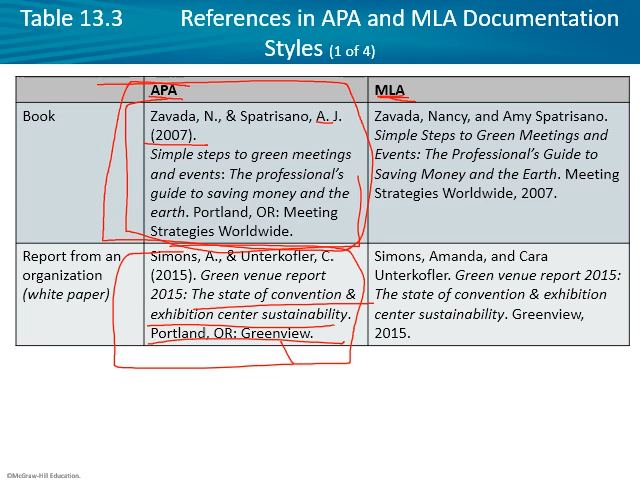 Table 13.3 References in APA and MLA Documentation
Styles (1 of 4)
APA
MLA
Book
Zavada, N., & Spatrisano, A. J.
(2007).
Simple steps to green meetings
and events: The professional's
guide to saving money and the
earth. Portland, OR: Meeting
Strategies Worldwide.
Zavada, Nancy, and Amy Spatrisano.
Simple Steps to Green Meetings and
Events: The Professional's Guide to
Saving Money and the Earth. Meeting
Strategies Worldwide, 2007.
Report from an
organization
(white paper)
Simons, A., & Unterkofler, C.
(2015). Green venue report
2015: The state of convention &
exhibition center sustainability.
Portland, OR: Greenview.
Simons, Amanda, and Cara
Unterkofler. Green venue report 2015:
The state of convention & exhibition
center sustainability. Greenview,
2015.
©McGraw-Hill Education.